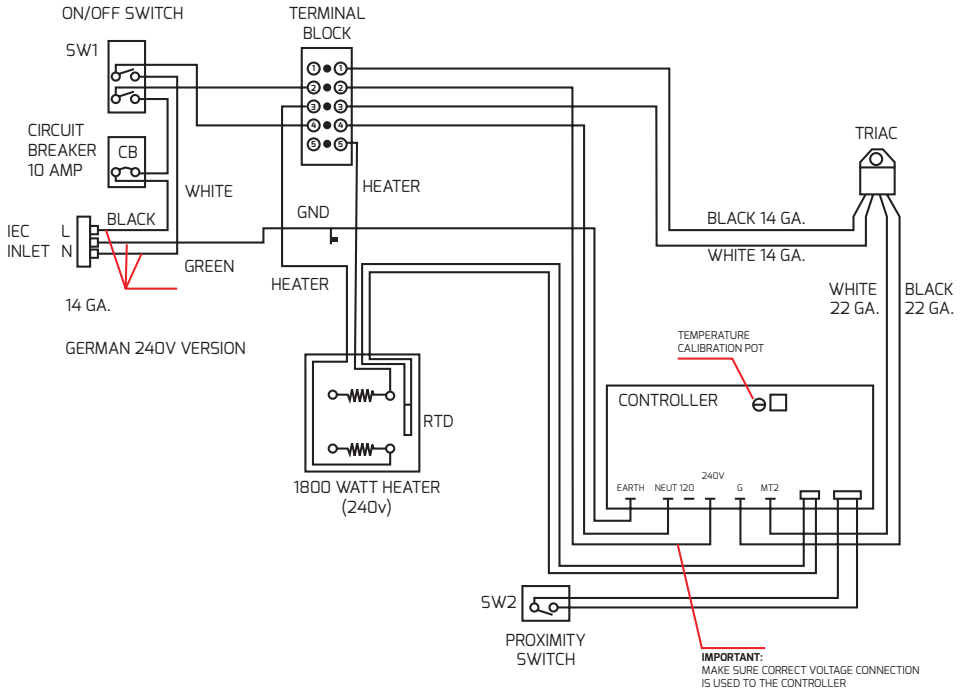 ON/OFF SWITCH
SW1
TERMINAL
BLOCK
1 1
2 2
3 3
4 4
5 5
CIRCUIT
BREAKER
10 AMP
CB
WHITE
HEATER
TRIAC
IEC
INLET
L
N
BLACK
GREEN
GND
HEATER
14 GA.
BLACK 14 GA.
WHITE 14 GA.
WHITE
22 GA.
BLACK
22 GA.
GERMAN 240V VERSION
TEMPERATURE
CALIBRATION POT
CONTROLLER
RTD
1800 WATT HEATER
(240v)
240V
EARTH NEUT 120 G MT2
SW2
PROXIMITY
SWITCH
IMPORTANT:
MAKE SURE CORRECT VOLTAGE CONNECTION
IS USED TO THE CONTROLLER